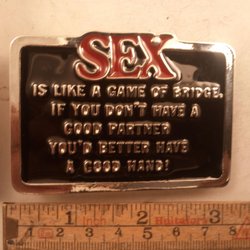 SEX
IS LIKE A GAME OF BRIDGE.
IF YOU DON'T HAVE A
GOOD PARTNER
YOU'D BETTER HAVE
A GOOD HAND!
1 2 3